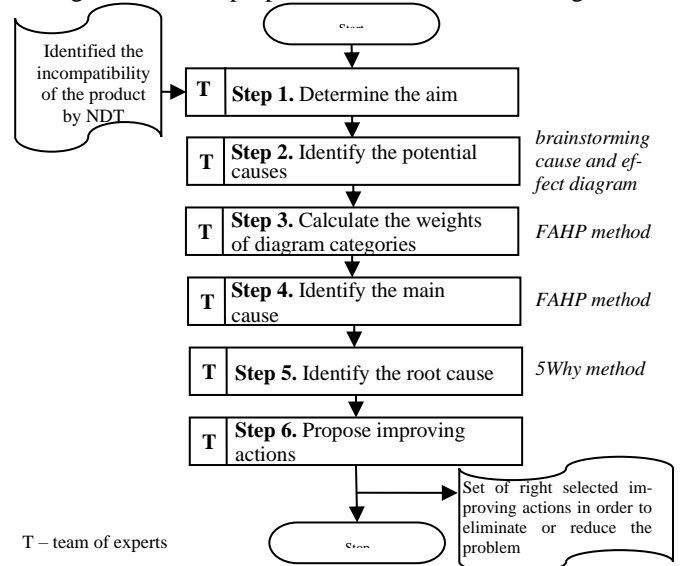 Start
Identified the
incompatibility
of the product
by NDT
T
Step 1. Determine the aim
T
Step 2. Identify the potential
causes
brainstorming
cause and ef-
fect diagram
T
Step 3. Calculate the weights
of diagram categories
FAHP method
T
Step 4. Identify the main
cause
FAHP method
T
Step 5. Identify the root cause
5Why method
T
Step 6. Propose improving
actions
Set of right selected im-
proving actions in order to
eliminate or reduce the
problem
T – team of experts
Stop